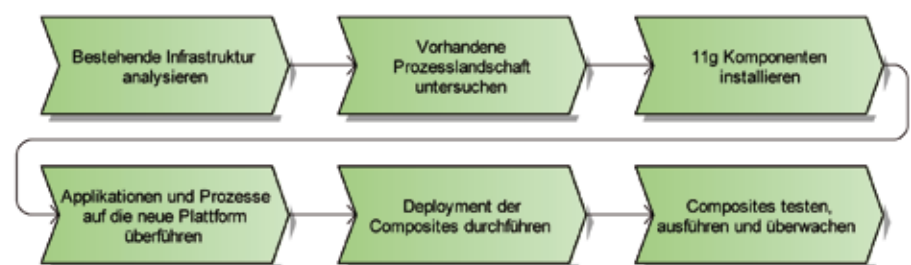 Bestehende Infrastruktur
analysieren
Vorhandene
Prozesslandschaft
untersuchen
11g Komponenten
installieren
Applikationen und Prozesse
auf die neue Plattform
überführen
Deployment der
Composites durchführen
Composites testen,
ausführen und überwachen